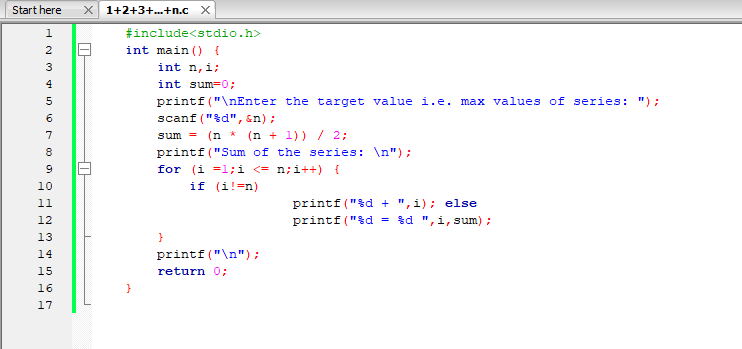 Start here 1+2+3+...+n.c
1 #include<stdio.h>
2 int main() {
3 int n,i;
4 int sum=0;
5 printf("\nEnter the target value i.e. max values of series: ");
6 scanf("%d",&n);
7 sum = (n * (n + 1)) / 2;
8 printf("Sum of the series: \n");
9 for (i =1;i <= n;i++) {
10 if (i!=n)
11 printf("%d + ",i); else
12 printf("%d = %d ",i,sum);
13 }
14 printf("\n");
15 return 0;
16 }
17